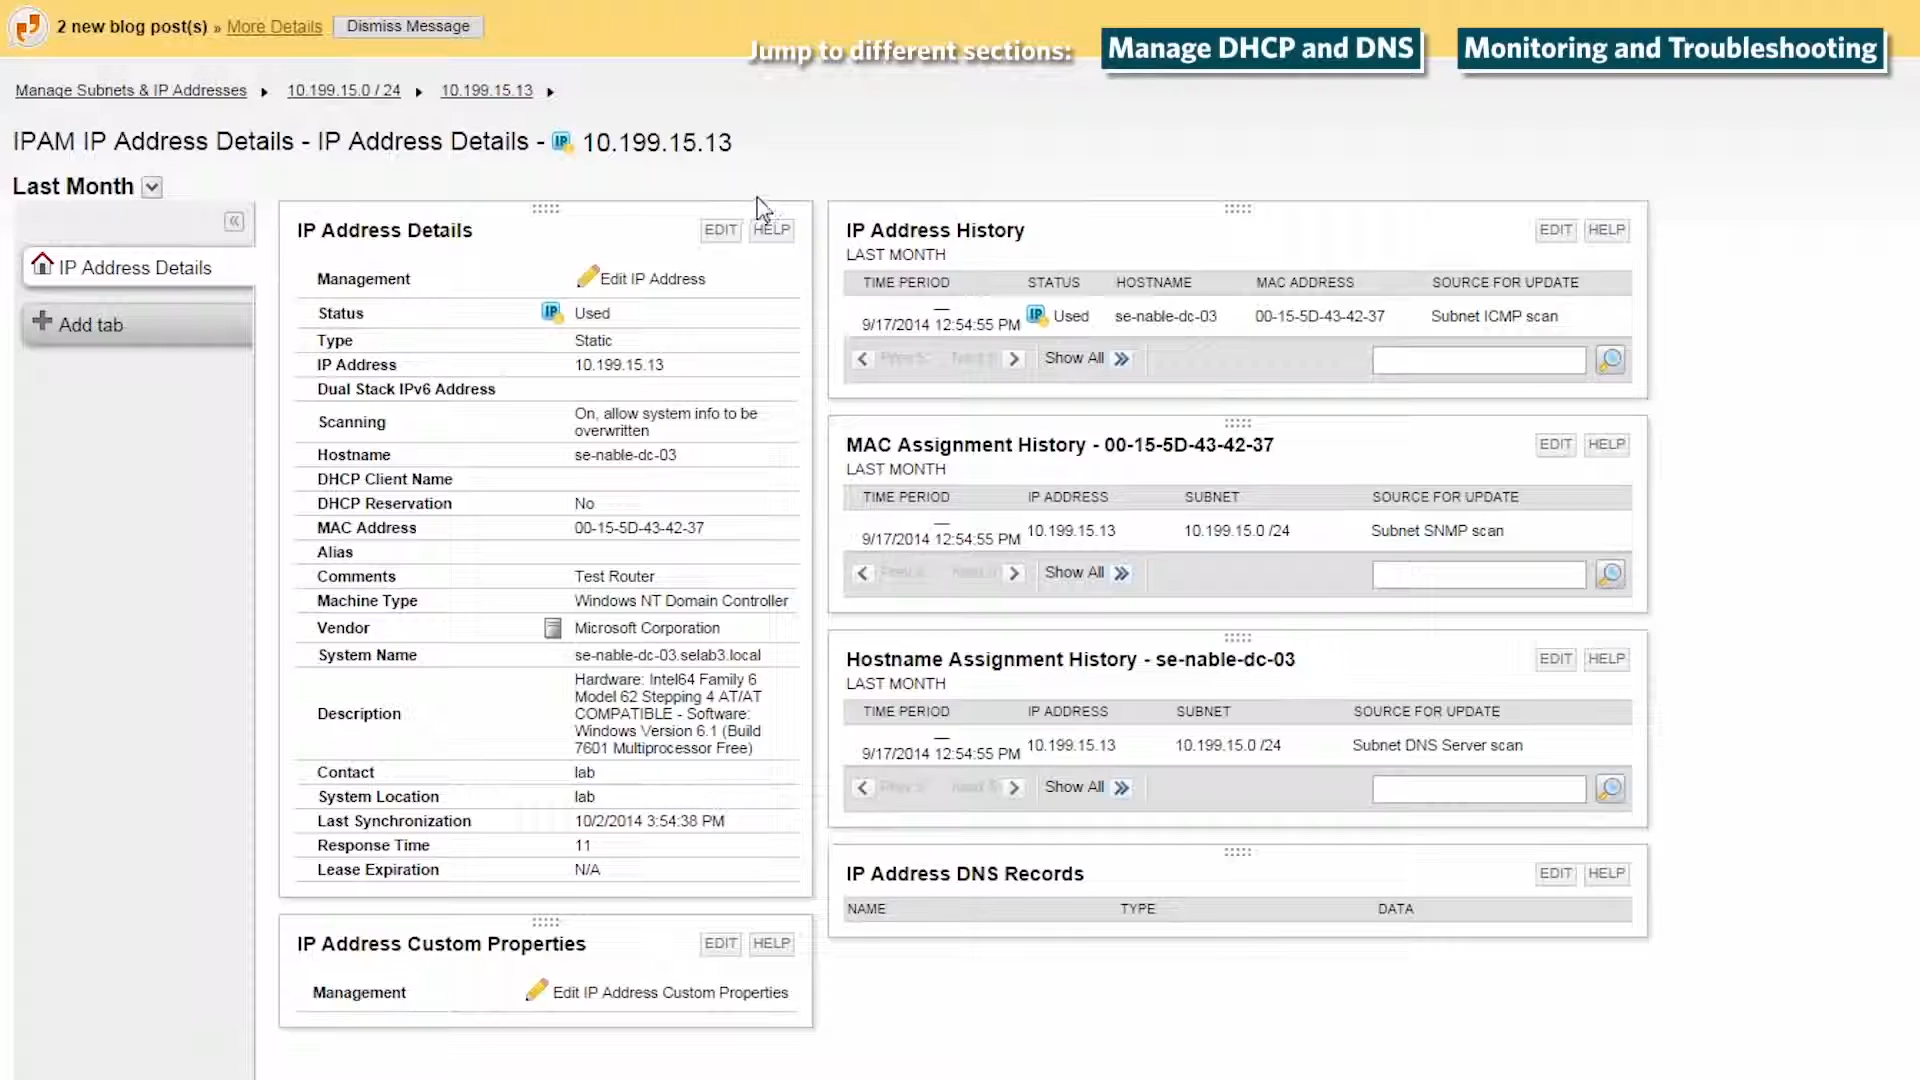 2 new blog post(s) » More Details Dismiss Message
Jump to different sections: Manage DHCP and DNS Monitoring and Troubleshooting
Manage Subnets & IP Addresses 10.199.15.0 / 24 10.199.15.13
IPAM IP Address Details - IP Address Details - IP 10.199.15.13
Last Month
IP Address Details
Add tab
IP Address Details EDIT HELP
Management Edit IP Address
Status IP Used
Type Static
IP Address 10.199.15.13
Dual Stack IPv6 Address
Scanning On, allow system info to be
overwritten
Hostname se-nable-dc-03
DHCP Client Name
DHCP Reservation No
MAC Address 00-15-5D-43-42-37
Alias
Comments Test Router
Machine Type Windows NT Domain Controller
Vendor Microsoft Corporation
System Name se-nable-dc-03.selab3.local
Description Hardware: Intel64 Family 6
Model 62 Stepping 4 AT/AT
COMPATIBLE - Software:
Windows Version 6.1 (Build
7601 Multiprocessor Free)
Contact lab
System Location lab
Last Synchronization 10/2/2014 3:54:38 PM
Response Time 11
Lease Expiration N/A
IP Address Custom Properties EDIT HELP
Management Edit IP Address Custom Properties
IP Address History EDIT HELP
LAST MONTH
TIME PERIOD STATUS HOSTNAME MAC ADDRESS SOURCE FOR UPDATE
9/17/2014 12:54:55 PM — IP Used se-nable-dc-03 00-15-5D-43-42-37 Subnet ICMP scan
Show All
MAC Assignment History - 00-15-5D-43-42-37 EDIT HELP
LAST MONTH
TIME PERIOD IP ADDRESS SUBNET SOURCE FOR UPDATE
9/17/2014 12:54:55 PM — 10.199.15.13 10.199.15.0 /24 Subnet SNMP scan
Show All
Hostname Assignment History - se-nable-dc-03 EDIT HELP
LAST MONTH
TIME PERIOD IP ADDRESS SUBNET SOURCE FOR UPDATE
9/17/2014 12:54:55 PM — 10.199.15.13 10.199.15.0 /24 Subnet DNS Server scan
Show All
IP Address DNS Records EDIT HELP
NAME TYPE DATA